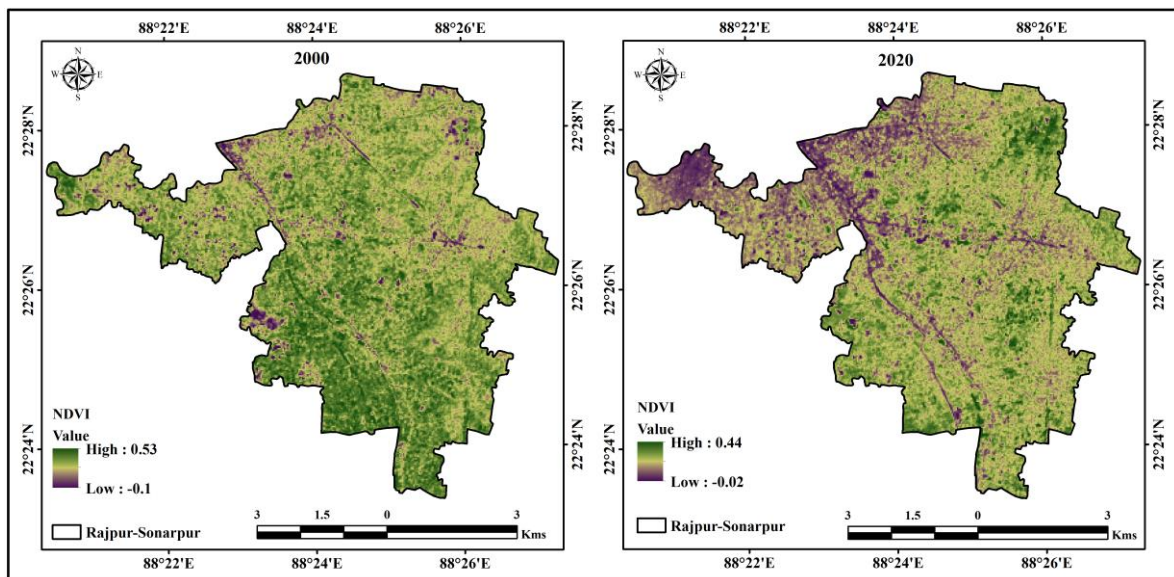 88°22'E 88°24'E 88°26'E
2000
N
W E
S
22°28'N 22°28'N
22°26'N 22°26'N
22°24'N 22°24'N
NDVI
Value
High : 0.53
Low : -0.1
Rajpur-Sonarpur
3 1.5 0 3
Kms
88°22'E 88°24'E 88°26'E
88°22'E 88°24'E 88°26'E
2020
N
W E
S
22°28'N 22°28'N
22°26'N 22°26'N
22°24'N 22°24'N
NDVI
Value
High : 0.44
Low : -0.02
Rajpur-Sonarpur
3 1.5 0 3
Kms
88°22'E 88°24'E 88°26'E